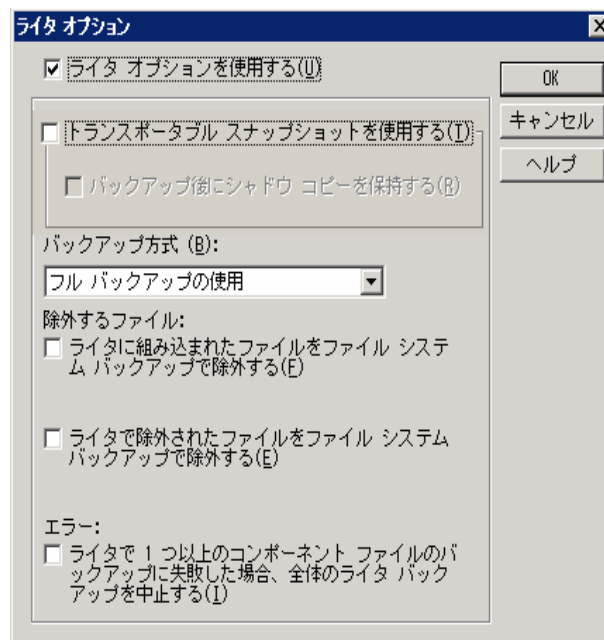 ライタ オプション
ライタ オプションを使用する(U)
OK
キャンセル
ヘルプ
トランスポータブル スナップショットを使用する(T)
バックアップ後にシャドウ コピーを保持する(R)
バックアップ方式 (B):
フル バックアップの使用
除外するファイル:
ライタに組み込まれたファイルをファイル システ
ム バックアップで除外する(F)
ライタで除外されたファイルをファイル システム
バックアップで除外する(E)
エラー:
ライタで 1 つ以上のコンポーネント ファイルのバ
ックアップに失敗した場合、全体のライタ バック
アップを中止する(I)